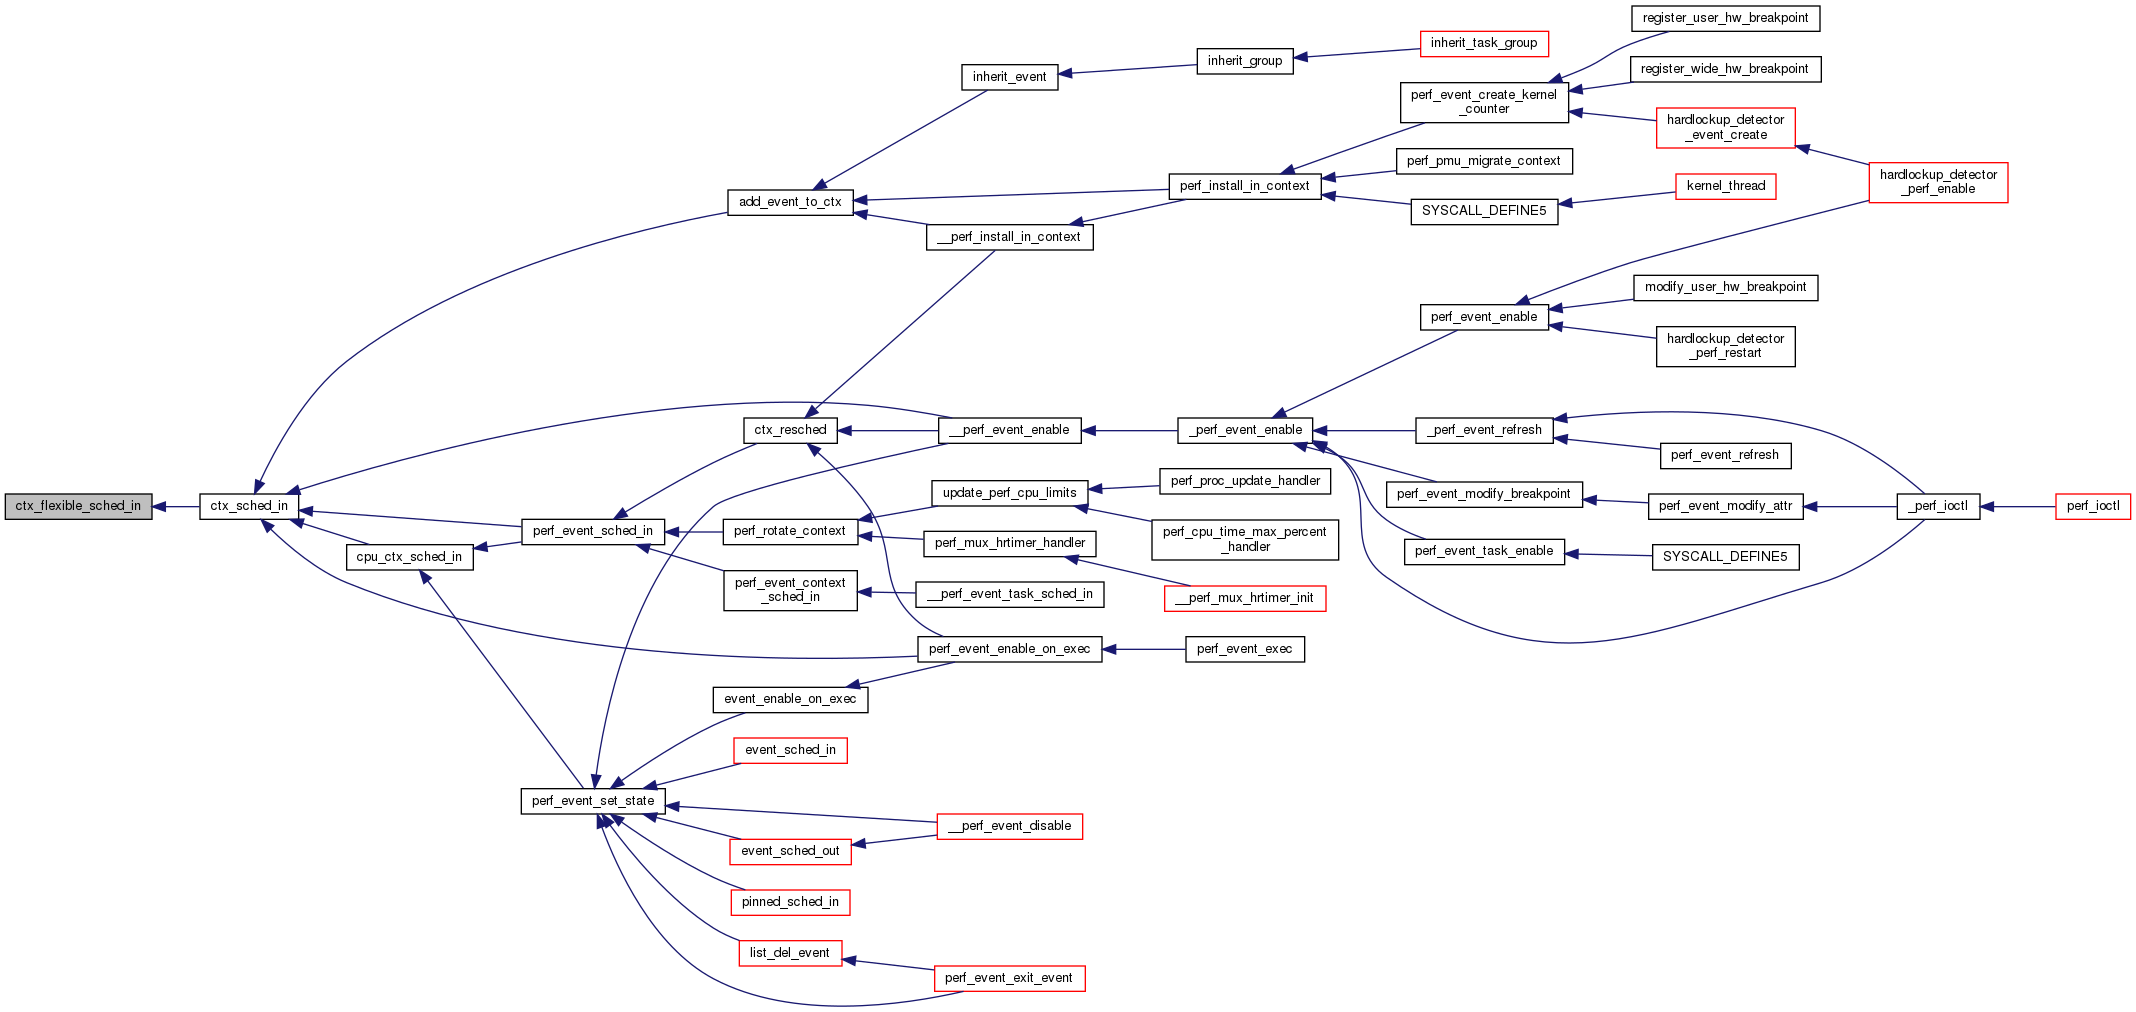 ctx_flexible_sched_in
ctx_sched_in
add_event_to_ctx
inherit_event
inherit_group
inherit_task_group
__perf_install_in_context
perf_install_in_context
perf_event_create_kernel
_counter
register_user_hw_breakpoint
register_wide_hw_breakpoint
hardlockup_detector
_event_create
hardlockup_detector
_perf_enable
perf_pmu_migrate_context
SYSCALL_DEFINE5
kernel_thread
perf_event_enable
modify_user_hw_breakpoint
hardlockup_detector
_perf_restart
ctx_resched
__perf_event_enable
_perf_event_enable
_perf_event_refresh
perf_event_refresh
perf_event_modify_breakpoint
perf_event_modify_attr
_perf_ioctl
perf_ioctl
perf_event_task_enable
SYSCALL_DEFINE5
cpu_ctx_sched_in
perf_event_sched_in
perf_rotate_context
update_perf_cpu_limits
perf_proc_update_handler
perf_cpu_time_max_percent
_handler
perf_mux_hrtimer_handler
__perf_mux_hrtimer_init
perf_event_context
_sched_in
__perf_event_task_sched_in
perf_event_enable_on_exec
perf_event_exec
event_enable_on_exec
perf_event_set_state
event_sched_in
__perf_event_disable
event_sched_out
pinned_sched_in
list_del_event
perf_event_exit_event